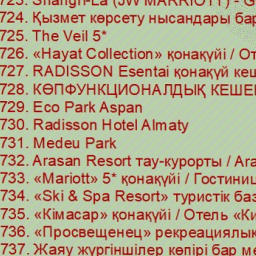 723. Shangri-La (JW MARRIOTT) - G
724. Қызмет көрсету нысандары бар
725. The Veil 5*
726. «Hayat Collection» қонақүйі / От
727. RADISSON Esentai қонақүй кеш
728. КӨПФУНКЦИОНАЛДЫҚ КЕШЕ
729. Eco Park Aspan
730. Radisson Hotel Almaty
731. Medeu Park
732. Arasan Resort тау-курорты / Ara
733. «Mariott» 5* қонақүйі / Гостиниц
734. «Ski & Spa Resort» туристік баз
735. «Кімасар» қонақүйі / Отель «Ки
736. «Просвещенец» рекреациялық
737. Жаяу жүргіншілер көпірі бар ме